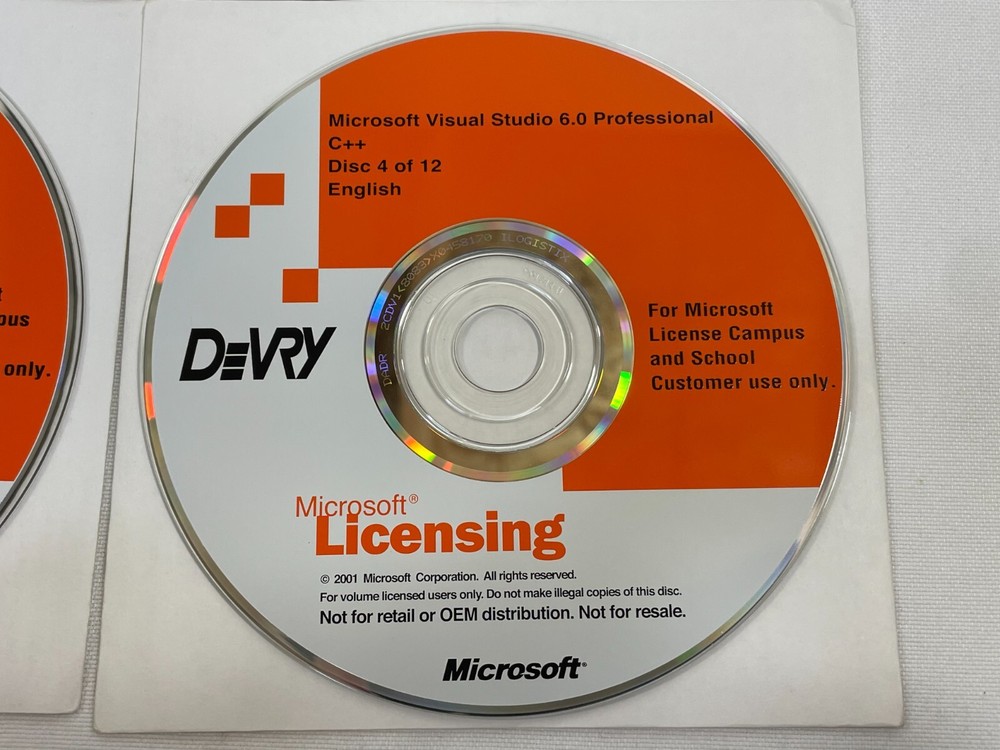 Microsoft Visual Studio 6.0 Professional
C++
Disc 4 of 12
English
For Microsoft
License Campus
and School
Customer use only.
DEVRY
Microsoft®
Licensing
© 2001 Microsoft Corporation. All rights reserved.
For volume licensed users only. Do not make illegal copies of this disc.
Not for retail or OEM distribution. Not for resale.
Microsoft®
only.